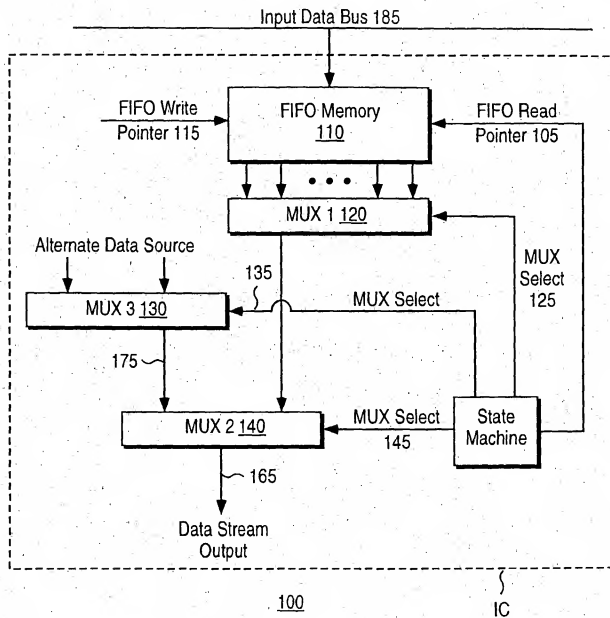 Input Data Bus 185
FIFO Write
Pointer 115
FIFO Memory
110
FIFO Read
Pointer 105
MUX 1 120
Alternate Data Source
135
MUX Select
MUX
Select
125
MUX 3 130
175
MUX 2 140
MUX Select
145
State
Machine
165
Data Stream
Output
100
IC